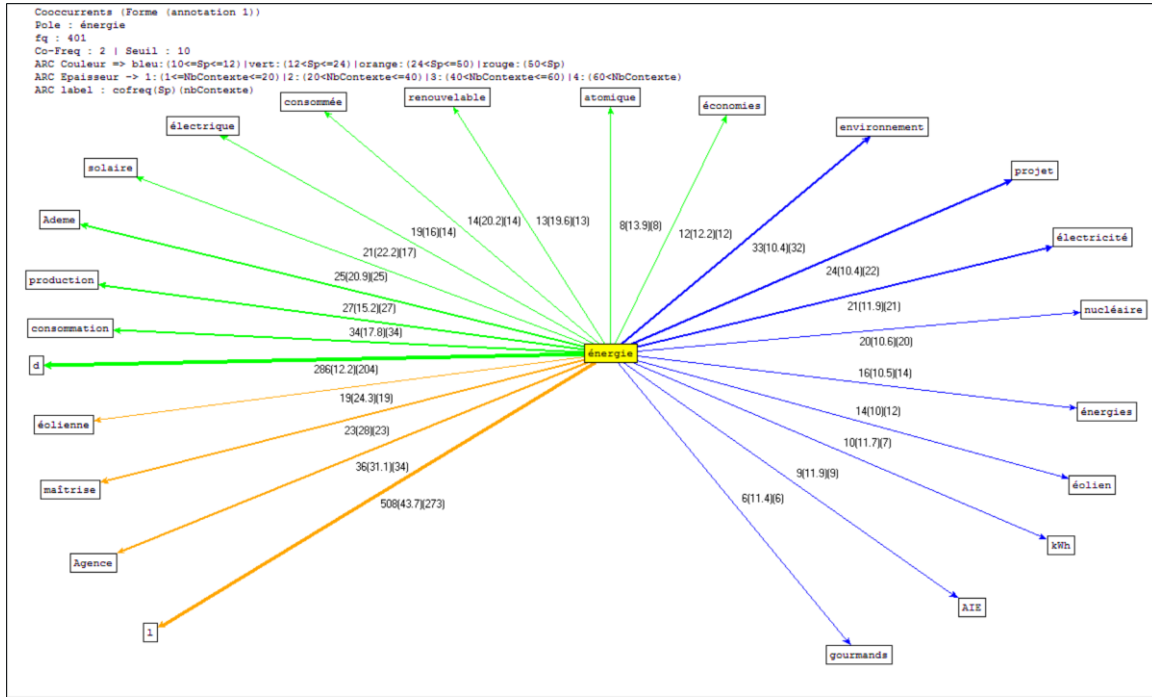 Cooccurrents (Forme (annotation 1))
Pole : énergie
fq : 401
Co-Freq : 2 | Seuil : 10
ARC Couleur => bleu:(10<=Sp<=12)|vert:(12<Sp<=24)|orange:(24<Sp<=50)|rouge:(50<Sp)
ARC Epaisseur -> 1:(1<=NbContexte<=20)|2:(20<NbContexte<=40)|3:(40<NbContexte<=60)|4:(60<NbContexte)
ARC label : cofreq(Sp)(nbContexte)
consommée
renouvelable
atomique
économies
électrique
environnement
solaire
projet
Ademe
électricité
production
nucléaire
consommation
énergie
d
énergies
éolienne
maîtrise
éolien
Agence
kWh
AIE
l
gourmands
14(20.2)(14)
13(19.6)(13)
8(13.9)(8)
12(12.2)(12)
19(16)(14)
33(10.4)(32)
21(22.2)(17)
24(10.4)(22)
25(20.9)(25)
21(11.9)(21)
27(15.2)(27)
34(17.8)(34)
20(10.6)(20)
286(12.2)(204)
16(10.5)(14)
19(24.3)(19)
14(10)(12)
23(28)(23)
10(11.7)(7)
36(31.1)(34)
9(11.9)(9)
508(43.7)(273)
6(11.4)(6)